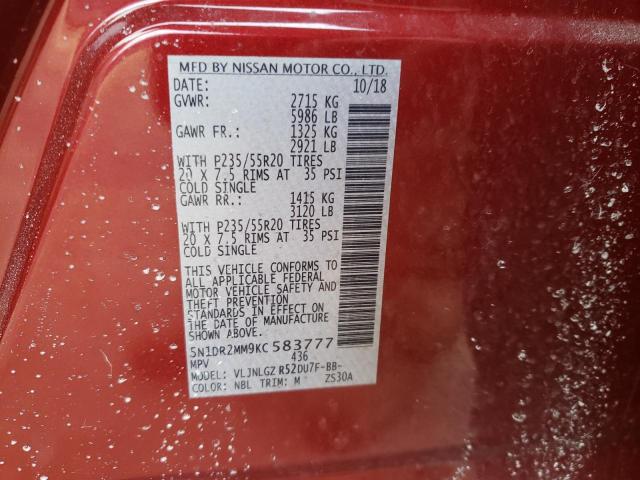 MFD BY NISSAN MOTOR CO., LTD.
DATE: 10/18
GVWR: 2715 KG
5986 LB
GAWR FR.: 1325 KG
2921 LB
WITH P235/55R20 TIRES
20 X 7.5 RIMS AT 35 PSI
COLD SINGLE
GAWR RR.: 1415 KG
3120 LB
WITH P235/55R20 TIRES
20 X 7.5 RIMS AT 35 PSI
COLD SINGLE
THIS VEHICLE CONFORMS TO
ALL APPLICABLE FEDERAL
MOTOR VEHICLE SAFETY AND
THEFT PREVENTION
STANDARDS IN EFFECT ON
THE DATE OF MANUFACTURE
SHOWN ABOVE.
5N1DR2MM9KC 583777
MPV 436
MODEL: VLJNLGZ R52DU7F-BB-
COLOR: NBL TRIM: M ZS30A